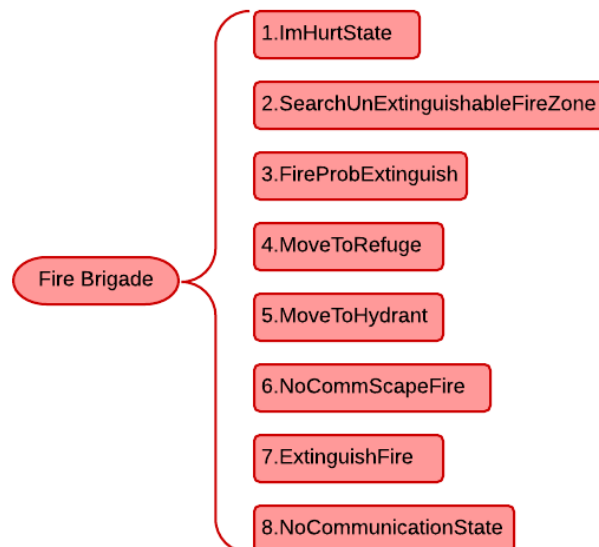 1.ImHurtState
2.SearchUnExtinguishableFireZone
3.FireProbExtinguish
4.MoveToRefuge
Fire Brigade
5.MoveToHydrant
6.NoCommScapeFire
7.ExtinguishFire
8.NoCommunicationState